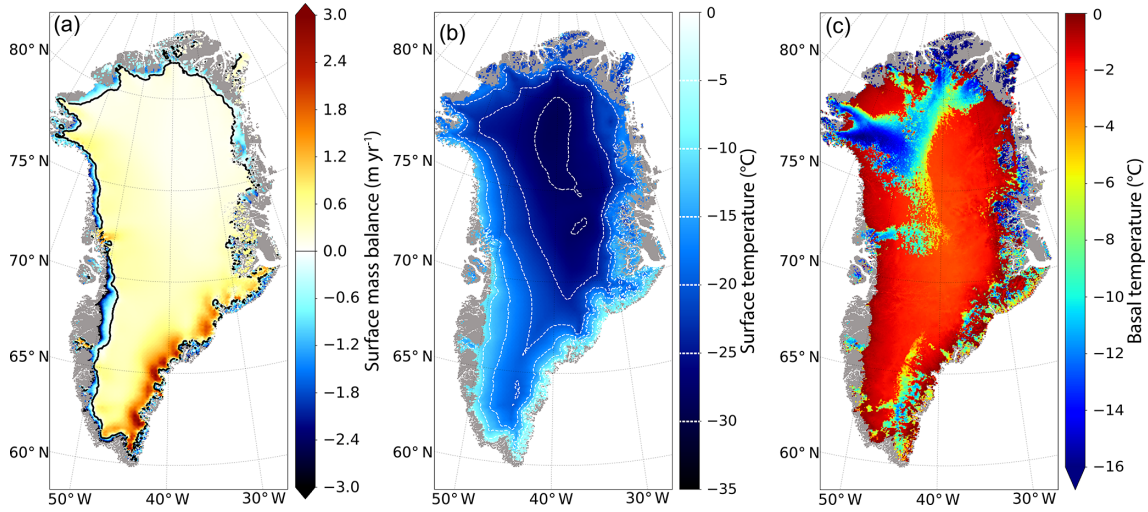 (a)
80° N
75° N
70° N
65° N
60° N
50° W
40° W
30° W
3.0
2.4
1.8
1.2
0.6
0.0
−0.6
−1.2
−1.8
−2.4
−3.0
Surface mass balance (m yr⁻¹)
(b)
80° N
75° N
70° N
65° N
60° N
50° W
40° W
30° W
0
−5
−10
−15
−20
−25
−30
−35
Surface temperature (°C)
(c)
80° N
75° N
70° N
65° N
60° N
50° W
40° W
30° W
0
−2
−4
−6
−8
−10
−12
−14
−16
Basal temperature (°C)